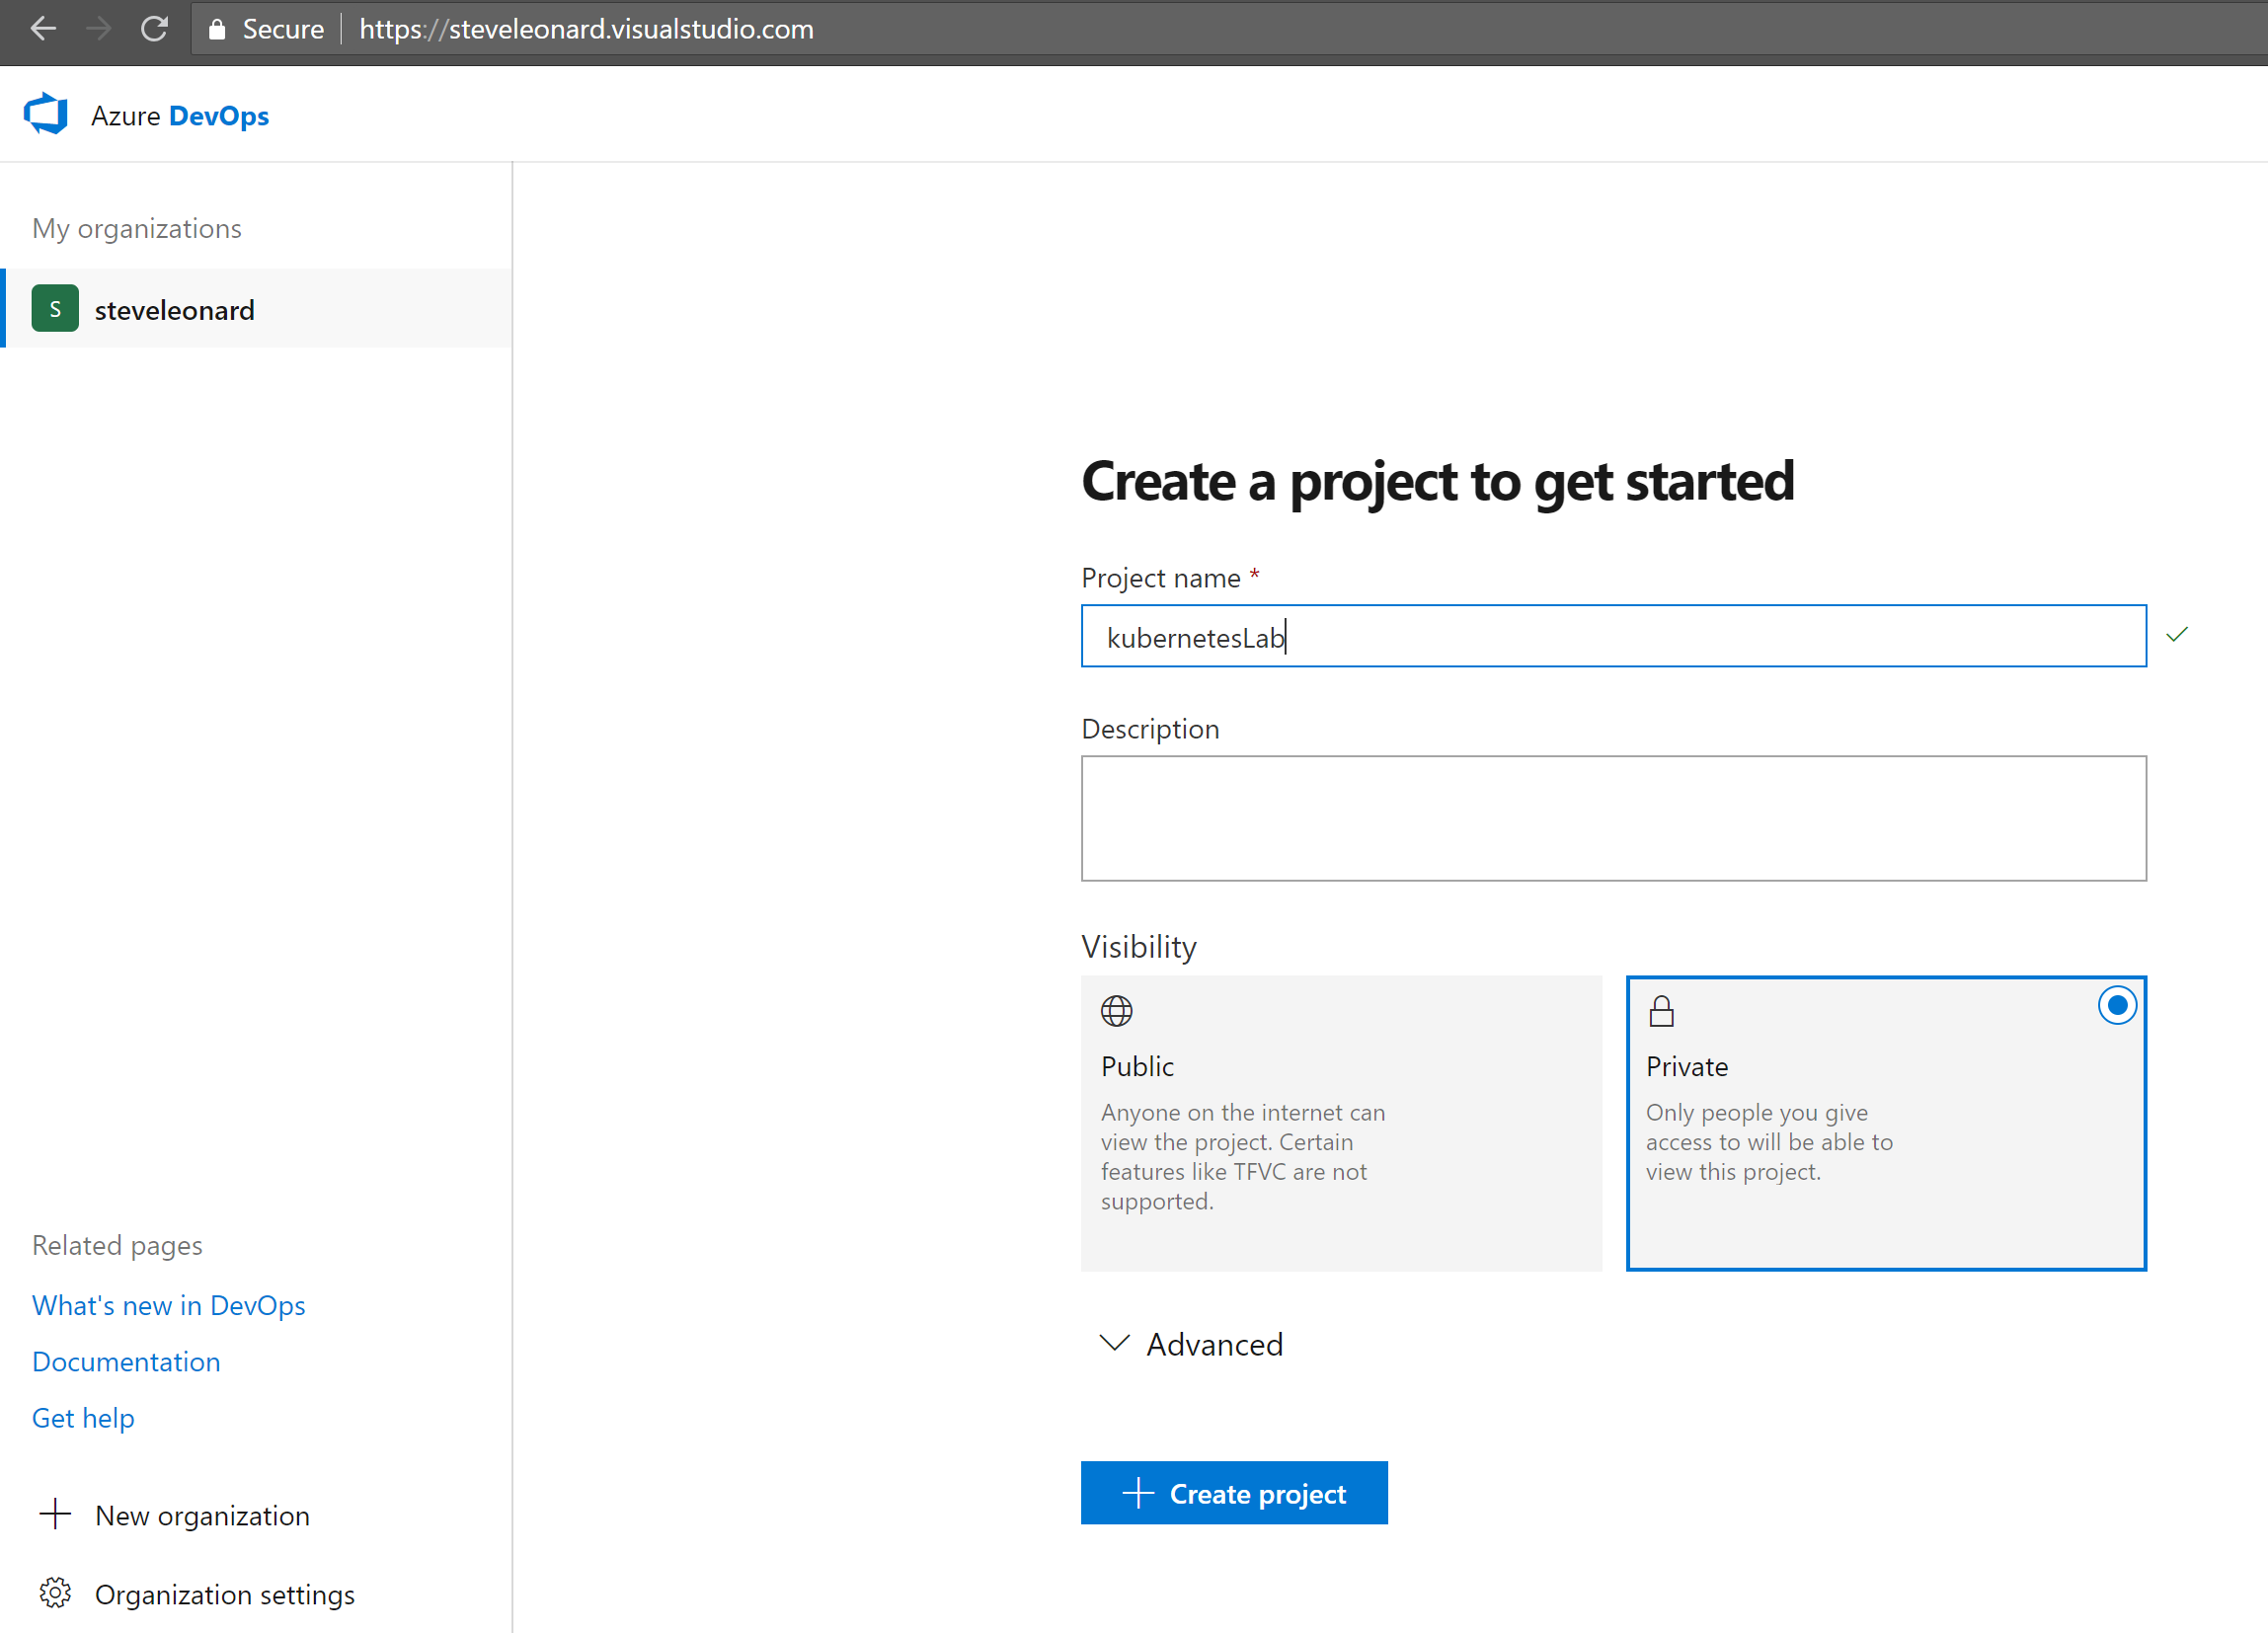 Secure https://steveleonard.visualstudio.com
Azure DevOps
My organizations
S steveleonard
Related pages
What's new in DevOps
Documentation
Get help
New organization
Organization settings
Create a project to get started
Project name *
kubernetesLab
Description
Visibility
Public
Anyone on the internet can
view the project. Certain
features like TFVC are not
supported.
Private
Only people you give
access to will be able to
view this project.
Advanced
Create project